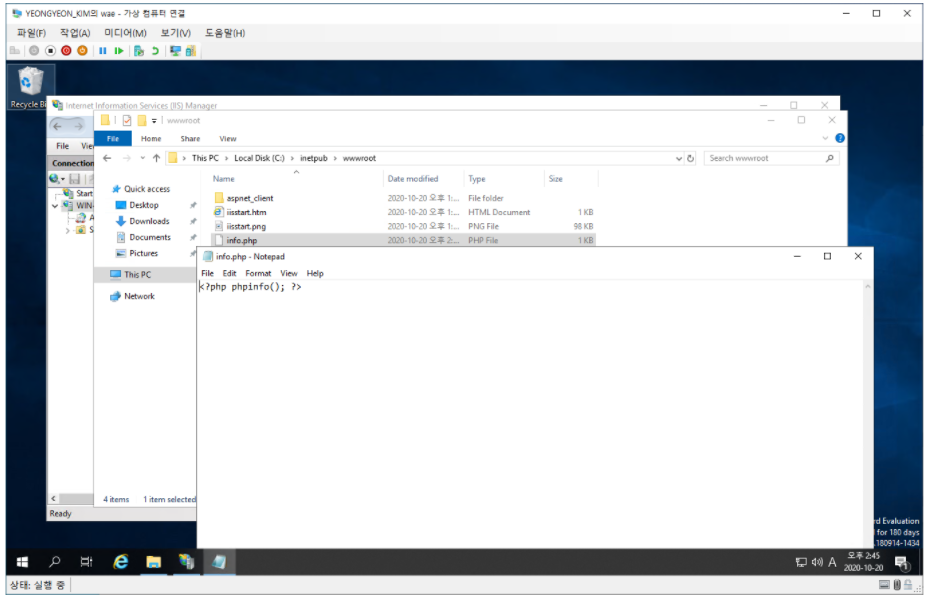 YEONGYEON_KIM의 wae - 가상 컴퓨터 연결
파일(F) 작업(A) 미디어(M) 보기(V) 도움말(H)
Recycle Bi
Internet Information Services (IIS) Manager
wwwroot
File Vie
File Home Share View
Connection
This PC > Local Disk (C:) > inetpub > wwwroot
Search wwwroot
Start
WIN-
A
S
Quick access
Desktop
Downloads
Documents
Pictures
This PC
Network
Name Date modified Type Size
aspnet_client 2020-10-20 오후 1:... File folder
iisstart.htm 2020-10-20 오후 1:... HTML Document 1 KB
iisstart.png 2020-10-20 오후 1:... PNG File 98 KB
info.php 2020-10-20 오후 2:... PHP File 1 KB
info.php - Notepad
File Edit Format View Help
<?php phpinfo(); ?>
4 items 1 item selected
Ready
rd Evaluation
for 180 days
.180914-1434
A
오후 2:45
2020-10-20
1
상태: 실행 중